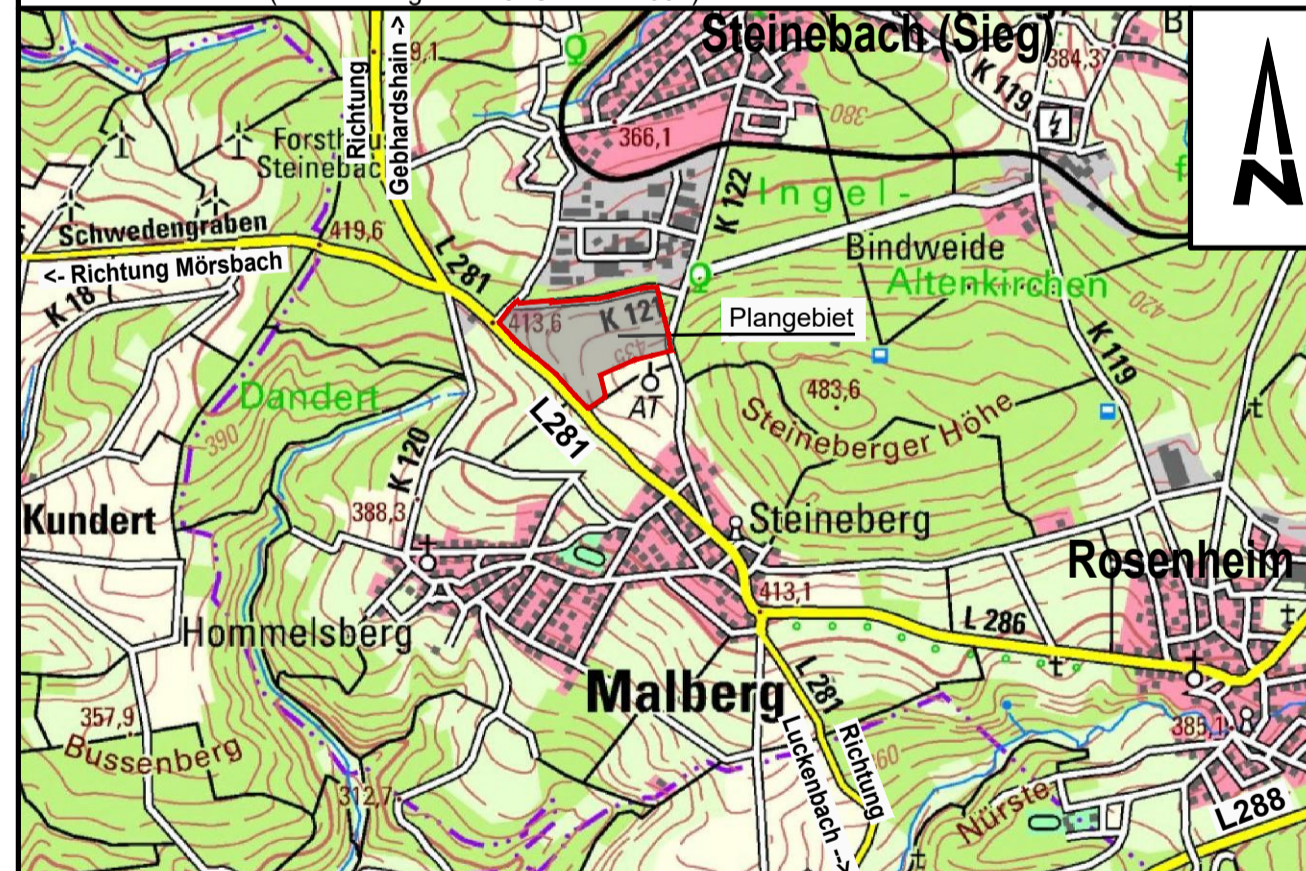 Steinebach (Sieg)
B
Richtung
Gebhardshain ->
9,1
K 119
384,3
N
Forsthaus
Steinebach
366,1
380
K 122
Ingel-
Schwedengraben
419,6
<- Richtung Mörsbach
K 18
L 281
Bindweide
Altenkirchen
420
413,6
K 121
435
Plangebiet
AT
K 119
Dandert
390
L281
483,6
Steineberger Höhe
K 120
388,3
Kundert
Steineberg
Rosenheim
413,1
L 286
Hommelsberg
Malberg
L 281
Richtung
Luckenbach -->
360
357,9
Bussenberg
312,7
385,1
Nürste
L288